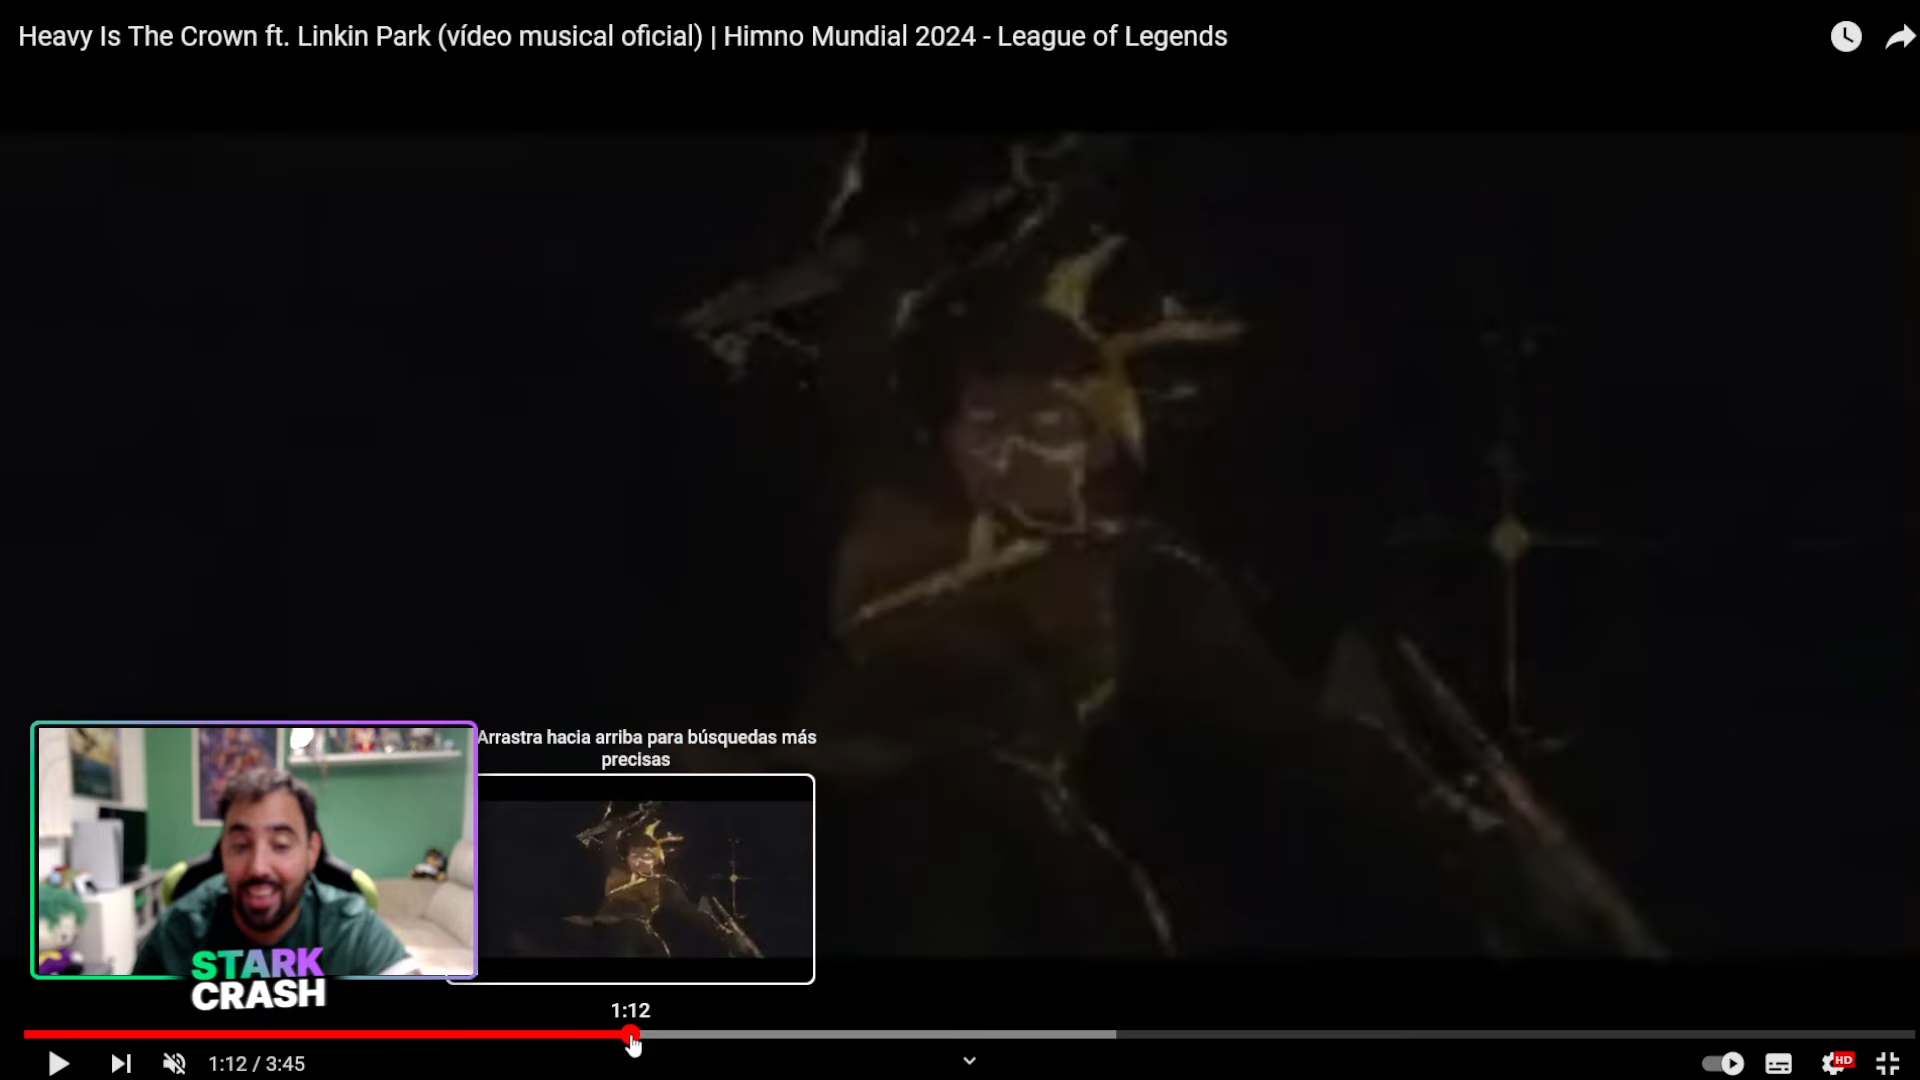 Heavy Is The Crown ft. Linkin Park (vídeo musical oficial) | Himno Mundial 2024 - League of Legends
Arrastra hacia arriba para búsquedas más
precisas
STARK
CRASH
1:12
1:12 / 3:45
HD